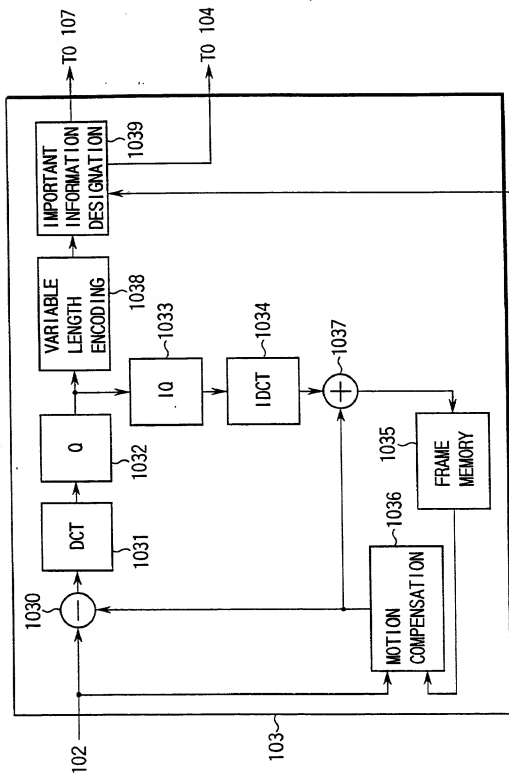 102
103
1030
DCT
1031
Q
1032
VARIABLE
LENGTH
ENCODING
1038
IMPORTANT
INFORMATION
DESIGNATION
1039
TO 107
TO 104
IQ
1033
IDCT
1034
1037
1035
FRAME
MEMORY
1036
MOTION
COMPENSATION